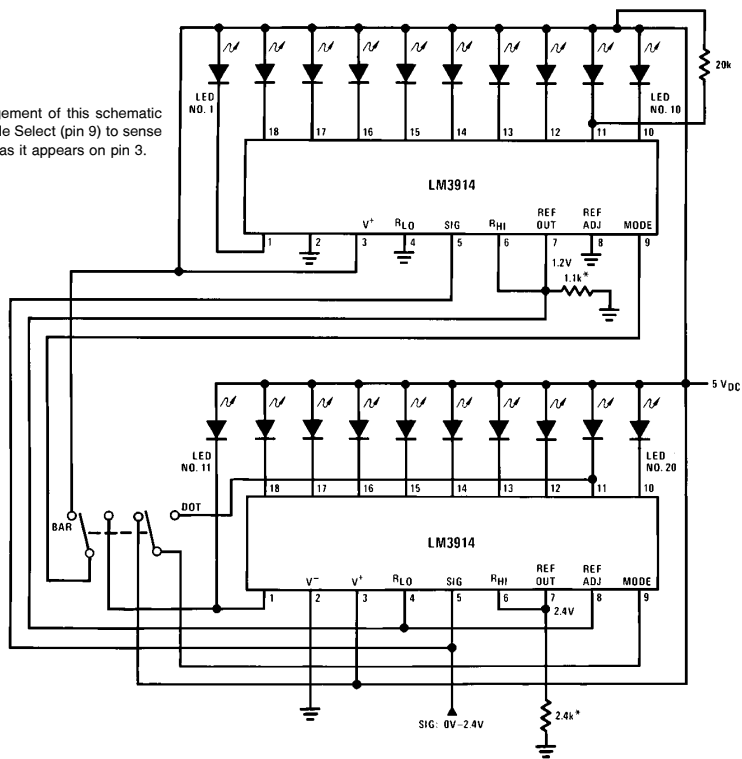 20k
LED
NO. 1
LED
NO. 10
gement of this schematic
le Select (pin 9) to sense
as it appears on pin 3.
18 17 16 15 14 13 12 11 10
LM3914
V+ RLO SIG RHI REF OUT REF ADJ MODE
1 2 3 4 5 6 7 8 9
1.2V
1.1k*
5 VDC
LED
NO. 11
LED
NO. 20
18 17 16 15 14 13 12 11 10
DOT
BAR
LM3914
V− V+ RLO SIG RHI REF OUT REF ADJ MODE
1 2 3 4 5 6 7 8 9
2.4V
2.4k*
SIG: 0V–2.4V